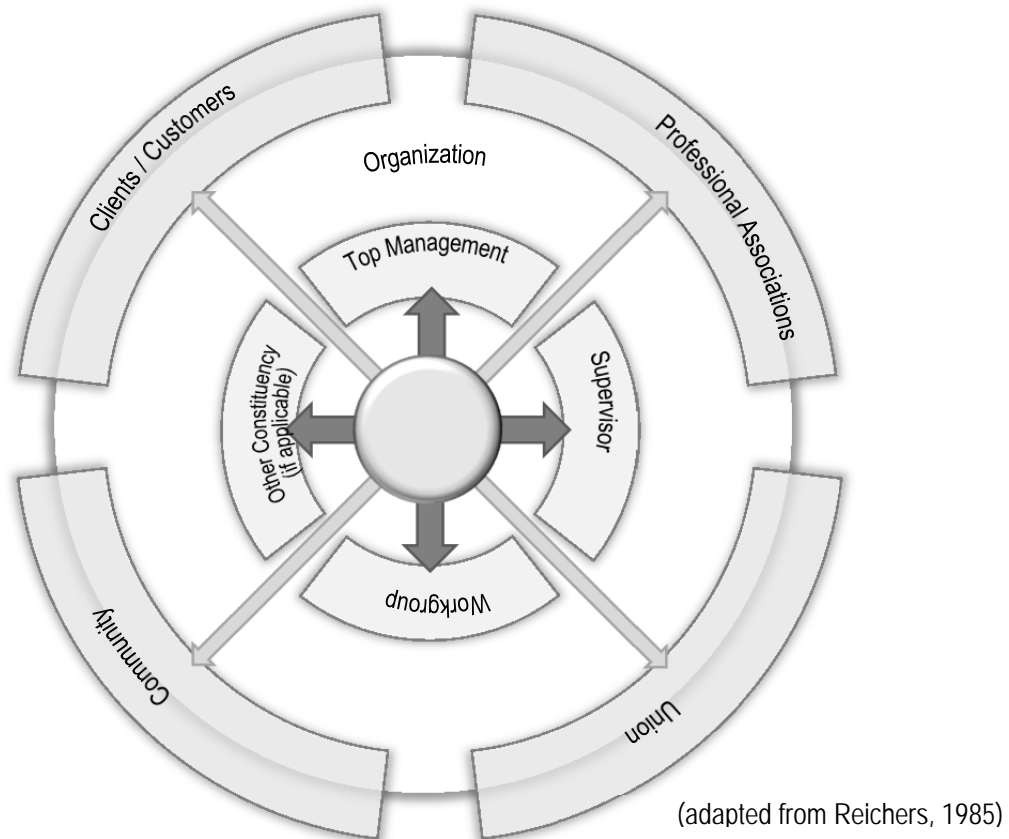 Clients / Customers
Professional Associations
Organization
Top Management
Other Constituency
(if applicable)
Supervisor
Workgroup
Community
Union
(adapted from Reichers, 1985)